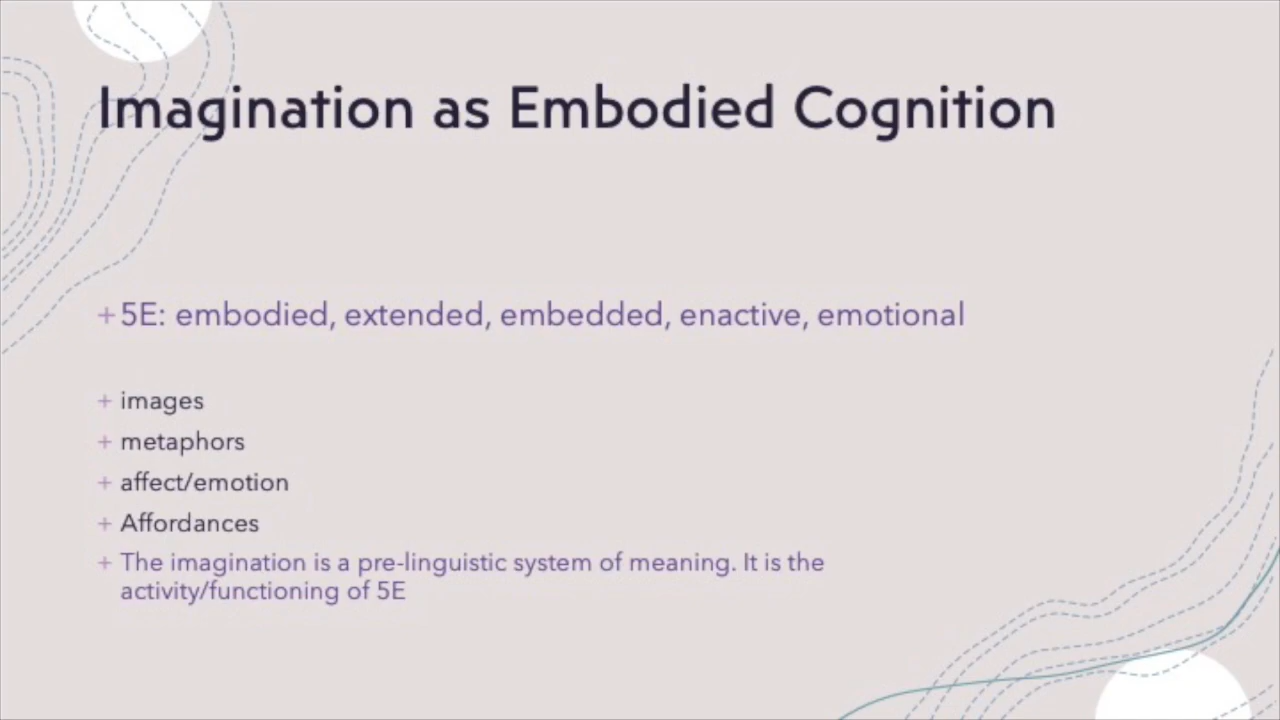 Imagination as Embodied Cognition
+ 5E: embodied, extended, embedded, enactive, emotional
+ images
+ metaphors
+ affect/emotion
+ Affordances
+ The imagination is a pre-linguistic system of meaning. It is the
activity/functioning of 5E